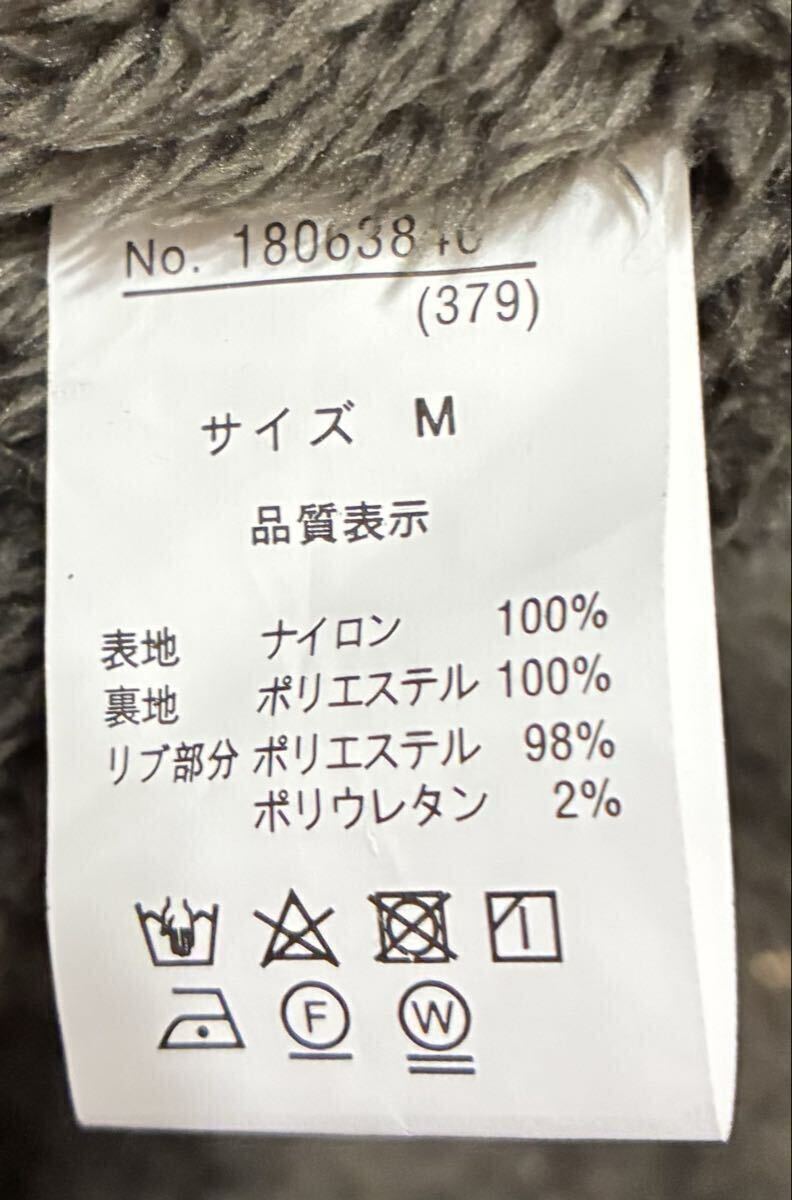 No. 180638
(379)
サイズ M
品質表示
表地 ナイロン 100%
裏地 ポリエステル 100%
リブ部分 ポリエステル 98%
ポリウレタン 2%
F W